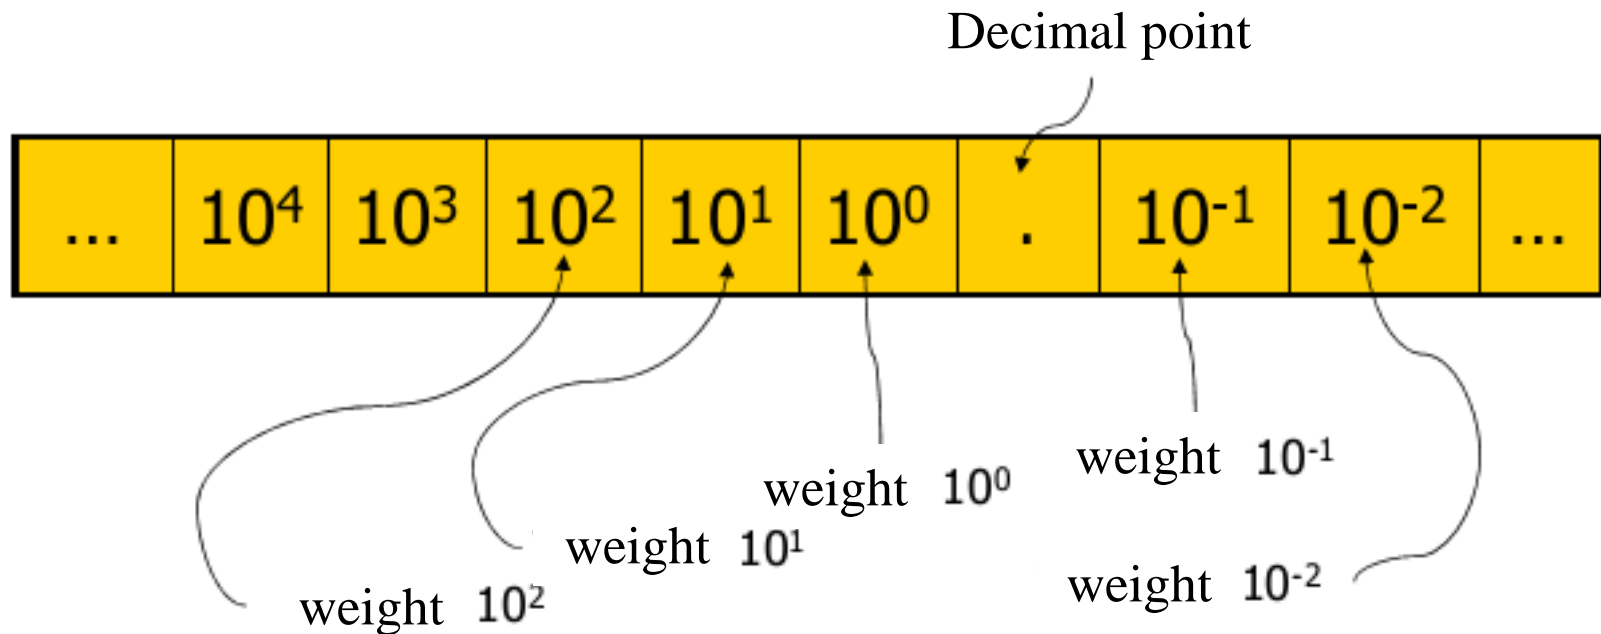 Decimal point
... 10⁴ 10³ 10² 10¹ 10⁰ . 10⁻¹ 10⁻² ...
weight 10⁻¹
weight 10⁰
weight 10¹
weight 10⁻²
weight 10²